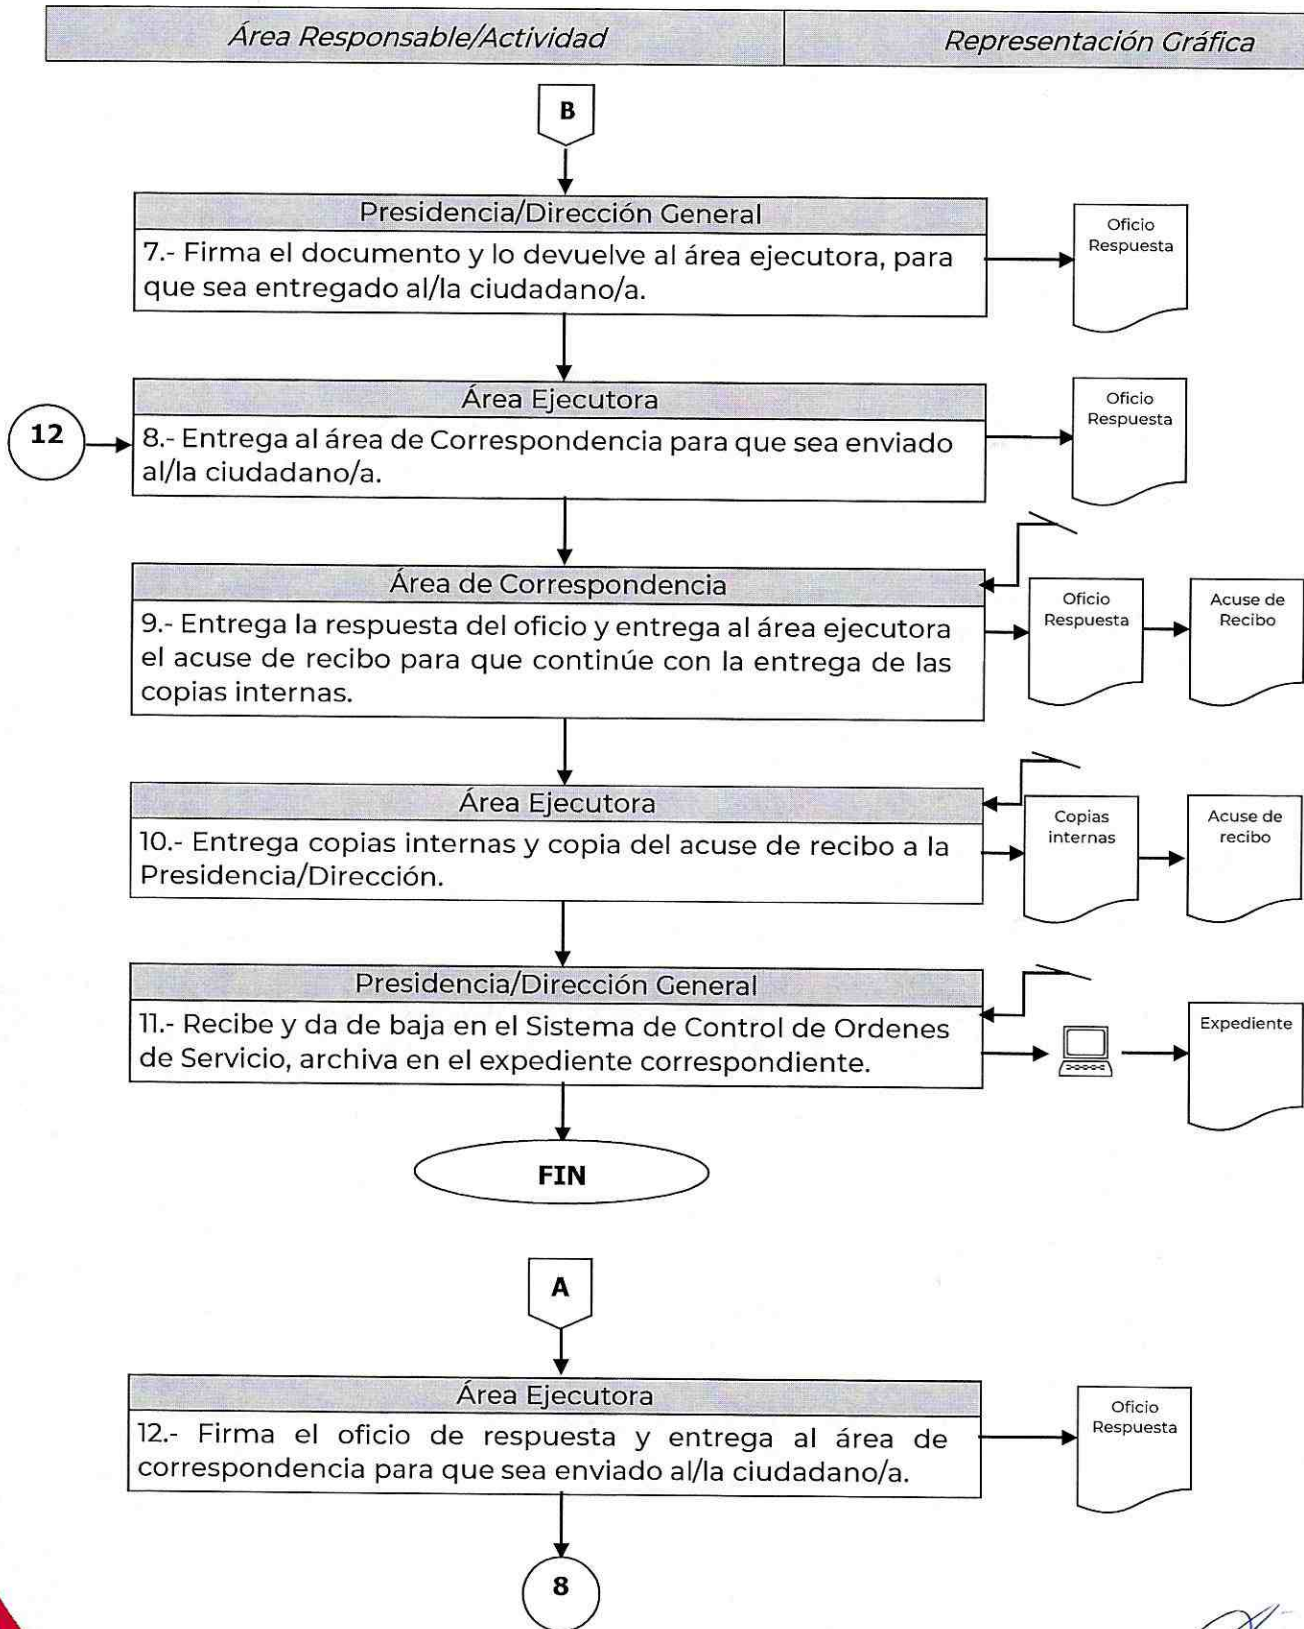 Área Responsable/Actividad
Representación Gráfica
B
Presidencia/Dirección General
7.- Firma el documento y lo devuelve al área ejecutora, para
que sea entregado al/la ciudadano/a.
Oficio
Respuesta
Área Ejecutora
12
8.- Entrega al área de Correspondencia para que sea enviado
al/la ciudadano/a.
Oficio
Respuesta
Área de Correspondencia
9.- Entrega la respuesta del oficio y entrega al área ejecutora
el acuse de recibo para que continúe con la entrega de las
copias internas.
Oficio
Respuesta
Acuse de
Recibo
Área Ejecutora
10.- Entrega copias internas y copia del acuse de recibo a la
Presidencia/Dirección.
Copias
internas
Acuse de
recibo
Presidencia/Dirección General
11.- Recibe y da de baja en el Sistema de Control de Ordenes
de Servicio, archiva en el expediente correspondiente.
Expediente
FIN
A
Área Ejecutora
12.- Firma el oficio de respuesta y entrega al área de
correspondencia para que sea enviado al/la ciudadano/a.
Oficio
Respuesta
8